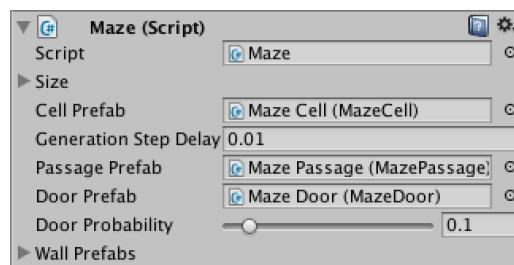 Maze (Script)
Script Maze
Size
Cell Prefab Maze Cell (MazeCell)
Generation Step Delay 0.01
Passage Prefab Maze Passage (MazePassage)
Door Prefab Maze Door (MazeDoor)
Door Probability 0.1
Wall Prefabs